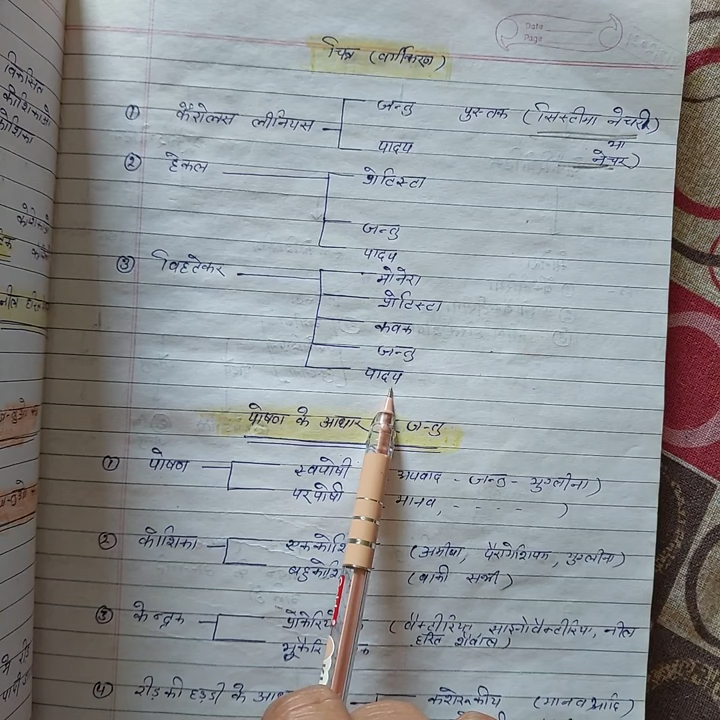 Date
Page
चित्र (वर्गीकरण)
① कैरोलस लीनियस जन्तु पुस्तक (सिस्टीमा नेचरी
पादप या
नेचर)
② हेकल प्रोटिस्टा
जन्तु
पादप
③ व्हिटेकर मोनेरा
प्रोटिस्टा
कवक
जन्तु
पादप
पोषण के आधार जन्तु
① पोषण स्वपोषी अपवाद - जन्तु - युग्लीना)
परपोषी मानव, - - - - - )
② कोशिका एककोशि (अमीबा, पैरामेशियम, युग्लीना)
बहुकोशि (बाकी सभी)
③ केन्द्रक प्रोकैरि (बैक्टीरिया, साइनोबैक्टीरिया, नील
यूकैरि हरित शैवाल)
④ रीढ़ की हड्डी के आधा कशेरूकीय (मानव आदि)